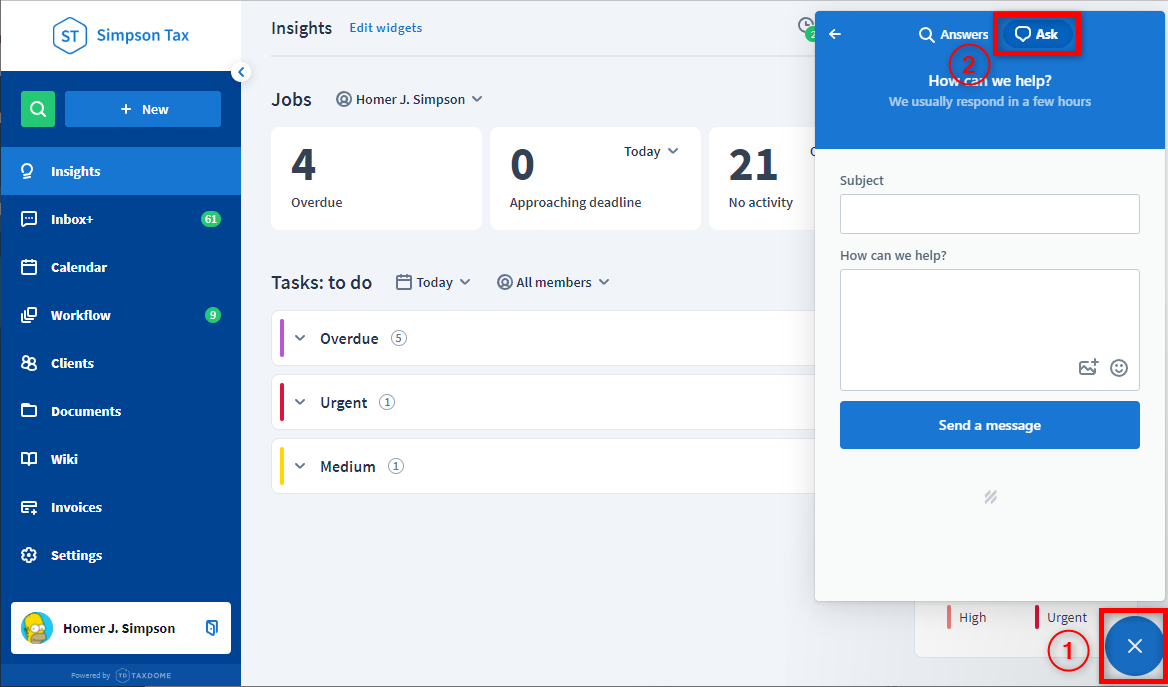 ST Simpson Tax
New
Insights
Inbox+ 61
Calendar
Workflow 9
Clients
Documents
Wiki
Invoices
Settings
Homer J. Simpson
Powered by TD TAXDOME
Insights Edit widgets
Jobs Homer J. Simpson
4
Overdue
0 Today
Approaching deadline
21
No activity
Tasks: to do Today All members
Overdue 5
Urgent 1
Medium 1
High Urgent
Answers Ask
2
How can we help?
We usually respond in a few hours
Subject
How can we help?
Send a message
1